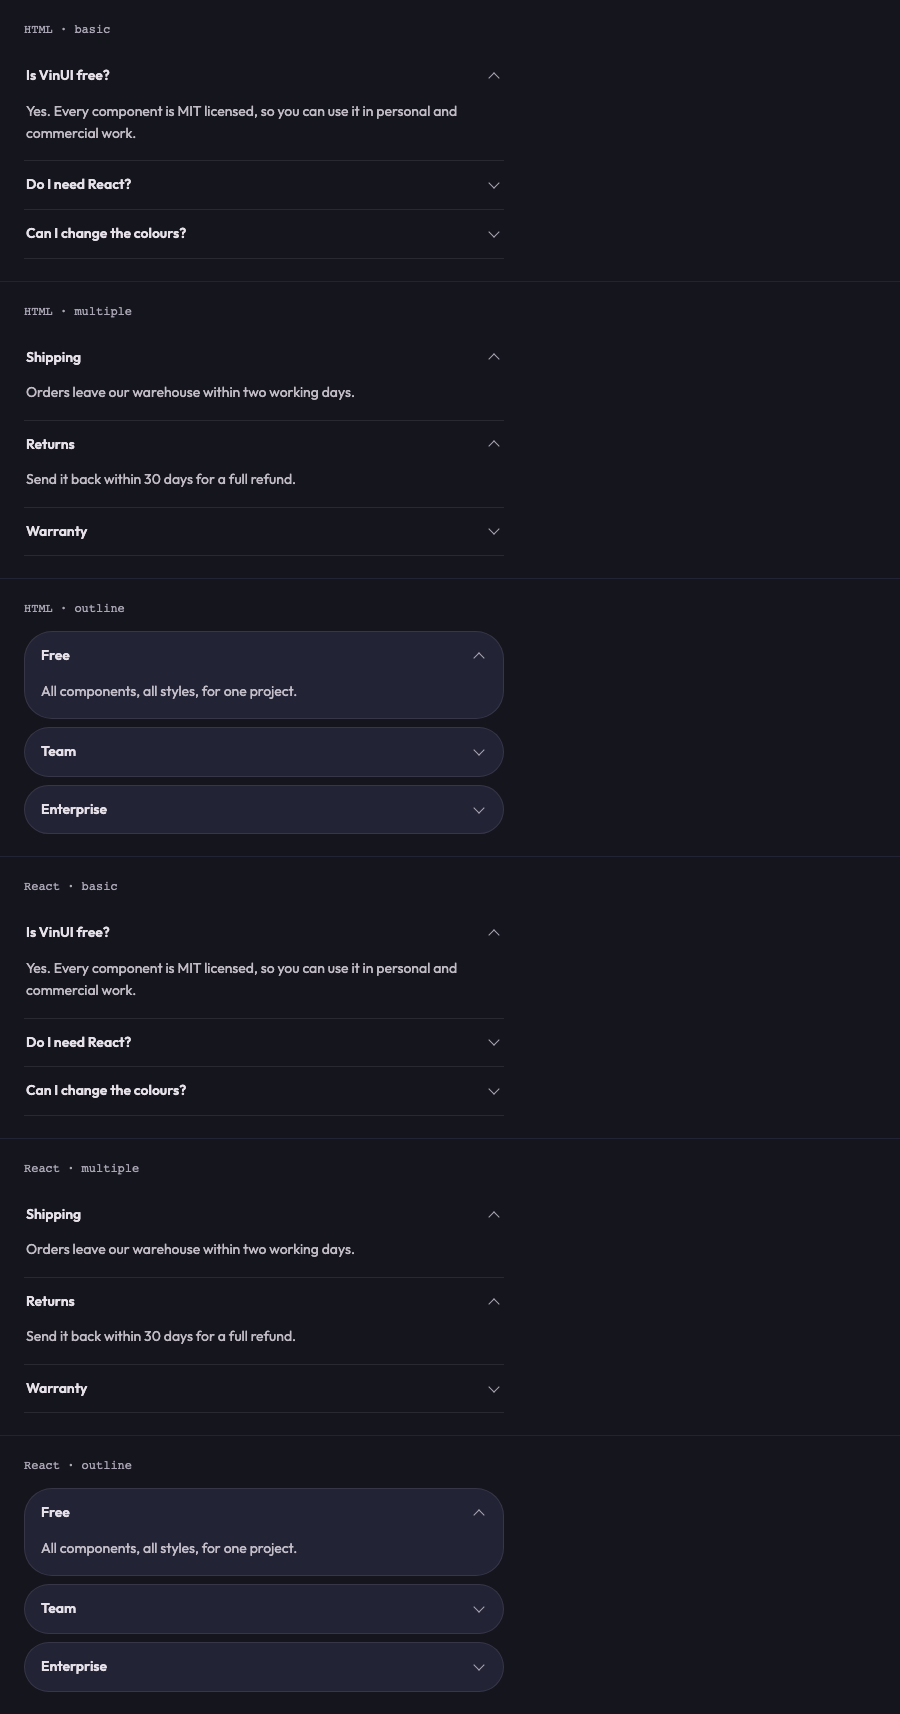 HTML · basic
Is VinUI free?
Yes. Every component is MIT licensed, so you can use it in personal and
commercial work.
Do I need React?
Can I change the colours?
HTML · multiple
Shipping
Orders leave our warehouse within two working days.
Returns
Send it back within 30 days for a full refund.
Warranty
HTML · outline
Free
All components, all styles, for one project.
Team
Enterprise
React · basic
Is VinUI free?
Yes. Every component is MIT licensed, so you can use it in personal and
commercial work.
Do I need React?
Can I change the colours?
React · multiple
Shipping
Orders leave our warehouse within two working days.
Returns
Send it back within 30 days for a full refund.
Warranty
React · outline
Free
All components, all styles, for one project.
Team
Enterprise